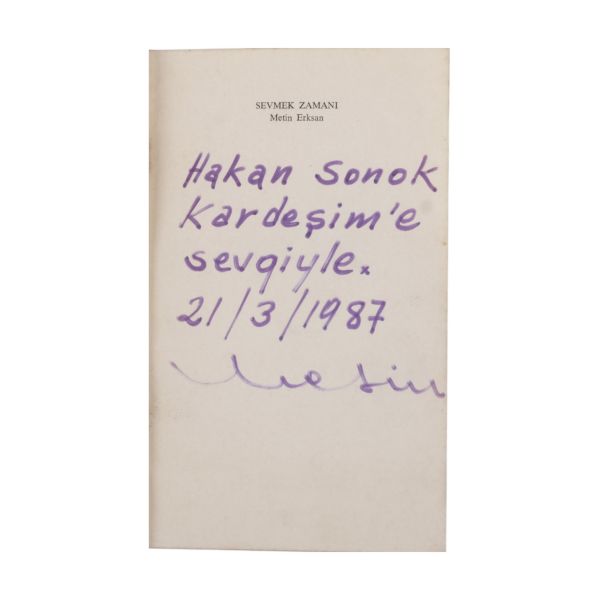 SEVMEK ZAMANI
Metin Erksan
Hakan Sonok
Kardeşim'e
sevgiyle.
21/3/1987
Metin